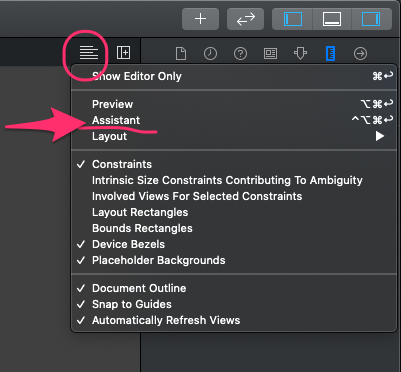 Show Editor Only ⌘↩
Preview ⌥⌘↩
Assistant ^⌥⌘↩
Layout ▶
✓ Constraints
Intrinsic Size Constraints Contributing To Ambiguity
Involved Views For Selected Constraints
Layout Rectangles
Bounds Rectangles
✓ Device Bezels
✓ Placeholder Backgrounds
✓ Document Outline
✓ Snap to Guides
✓ Automatically Refresh Views